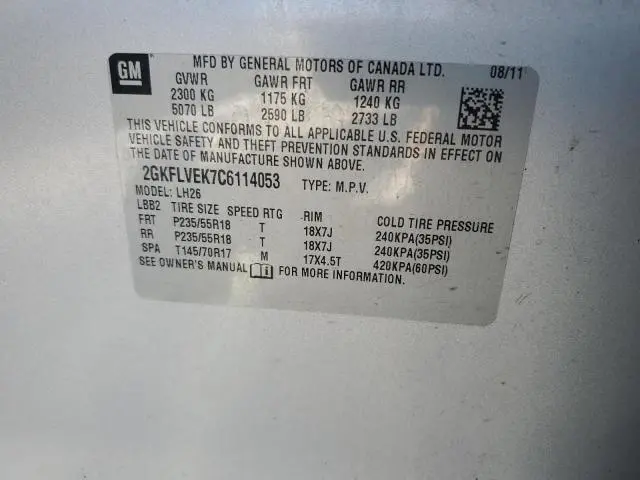 GM
MFD BY GENERAL MOTORS OF CANADA LTD. 08/11
GVWR GAWR FRT GAWR RR
2300 KG 1175 KG 1240 KG
5070 LB 2590 LB 2733 LB
THIS VEHICLE CONFORMS TO ALL APPLICABLE U.S. FEDERAL MOTOR
VEHICLE SAFETY AND THEFT PREVENTION STANDARDS IN EFFECT ON
THE DATE OF MANUFACTURE SHOWN ABOVE.
2GKFLVEK7C6114053 TYPE: M.P.V.
MODEL: LH26
LBB2 TIRE SIZE SPEED RTG RIM COLD TIRE PRESSURE
FRT P235/55R18 T 18X7J 240KPA(35PSI)
RR P235/55R18 T 18X7J 240KPA(35PSI)
SPA T145/70R17 M 17X4.5T 420KPA(60PSI)
SEE OWNER'S MANUAL FOR MORE INFORMATION.